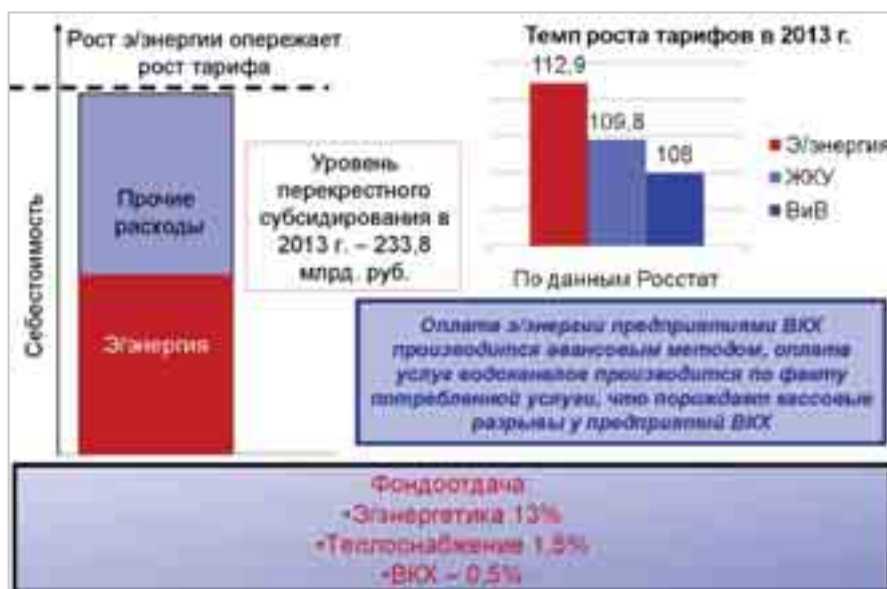 Рост э/энергии опережает
рост тарифа
Себестоимость
Прочие
расходы
Э/энергия
Уровень
перекрестного
субсидирования в
2013 г. – 233,8
млрд. руб.
Темп роста тарифов в 2013 г.
112,9
109,8
108
Э/энергия
ЖКУ
ВиВ
По данным Росстат
Оплата э/энергии предприятиями ВКХ
производится авансовым методом, оплата
услуг водоканалов производится по факту
потребленной услуги, что порождает кассовые
разрывы у предприятий ВКХ
Фондоотдача
•Э/энергетика 13%
•Теплоснабжение 1,5%
•ВКХ – 0,5%